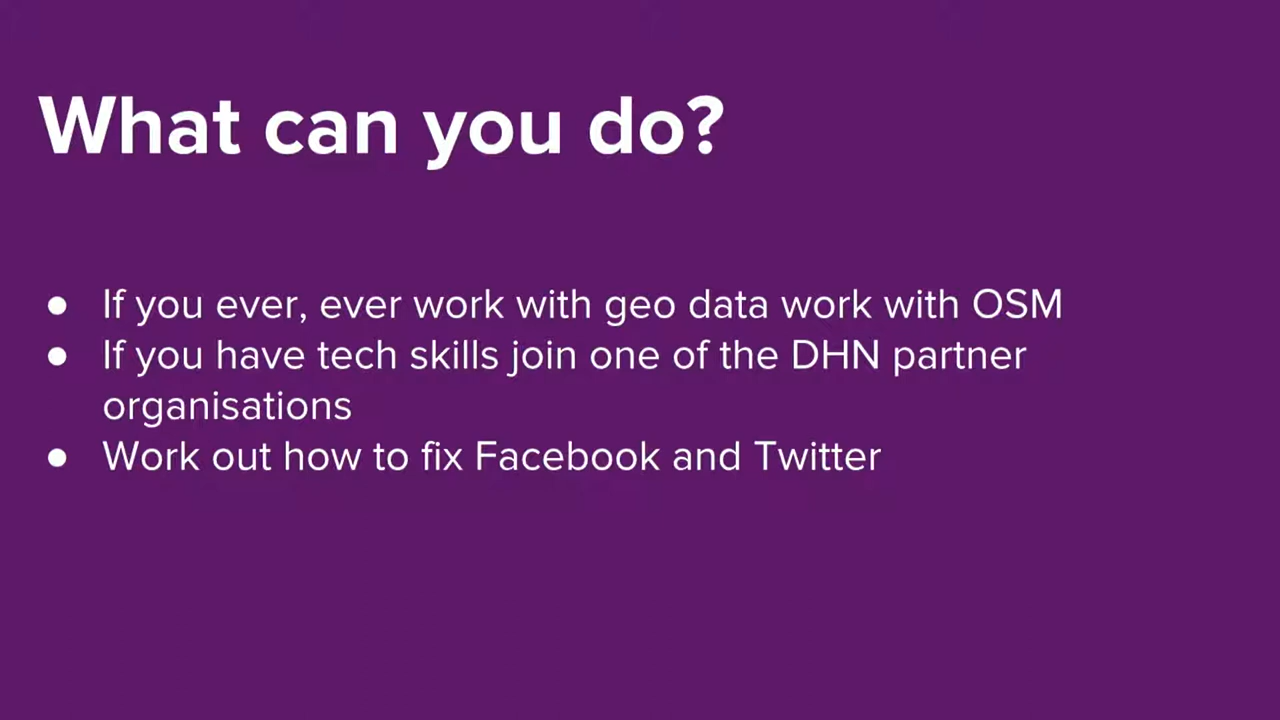 What can you do?
● If you ever, ever work with geo data work with OSM
● If you have tech skills join one of the DHN partner
organisations
● Work out how to fix Facebook and Twitter